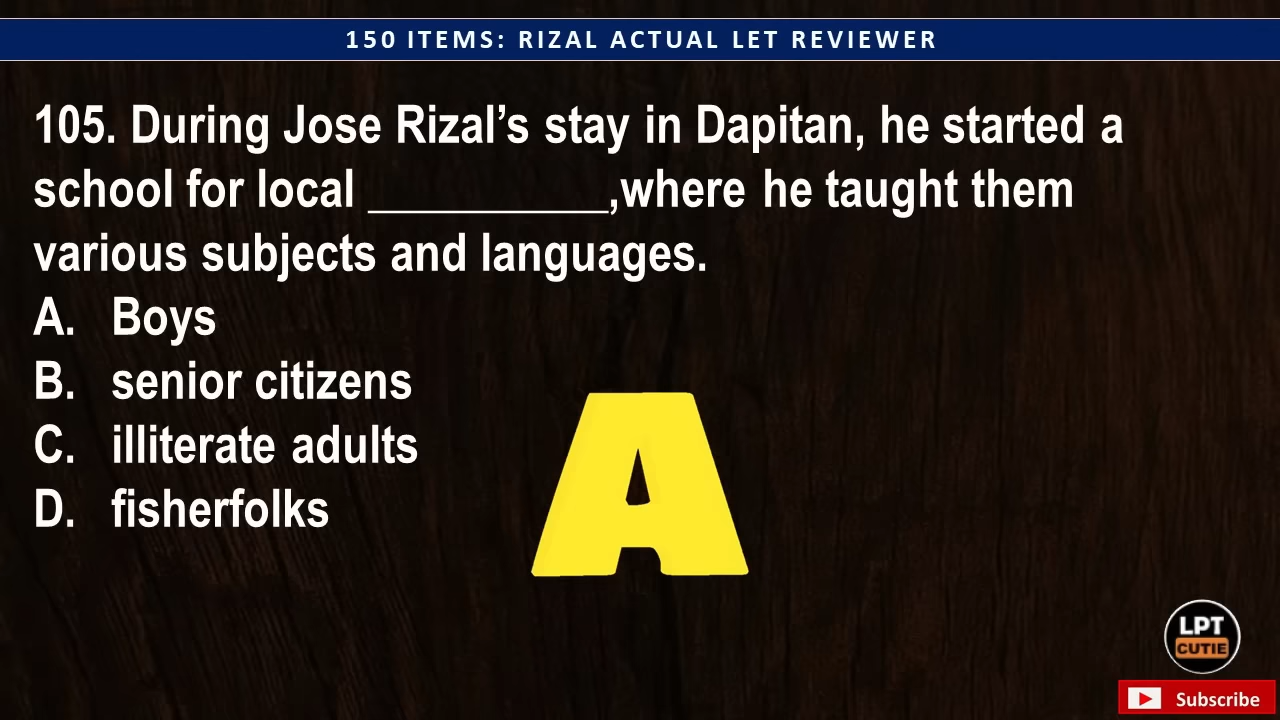 150 ITEMS: RIZAL ACTUAL LET REVIEWER
105. During Jose Rizal’s stay in Dapitan, he started a
school for local __________,where he taught them
various subjects and languages.
A. Boys
B. senior citizens
C. illiterate adults
D. fisherfolks
A
LPT
CUTIE
Subscribe